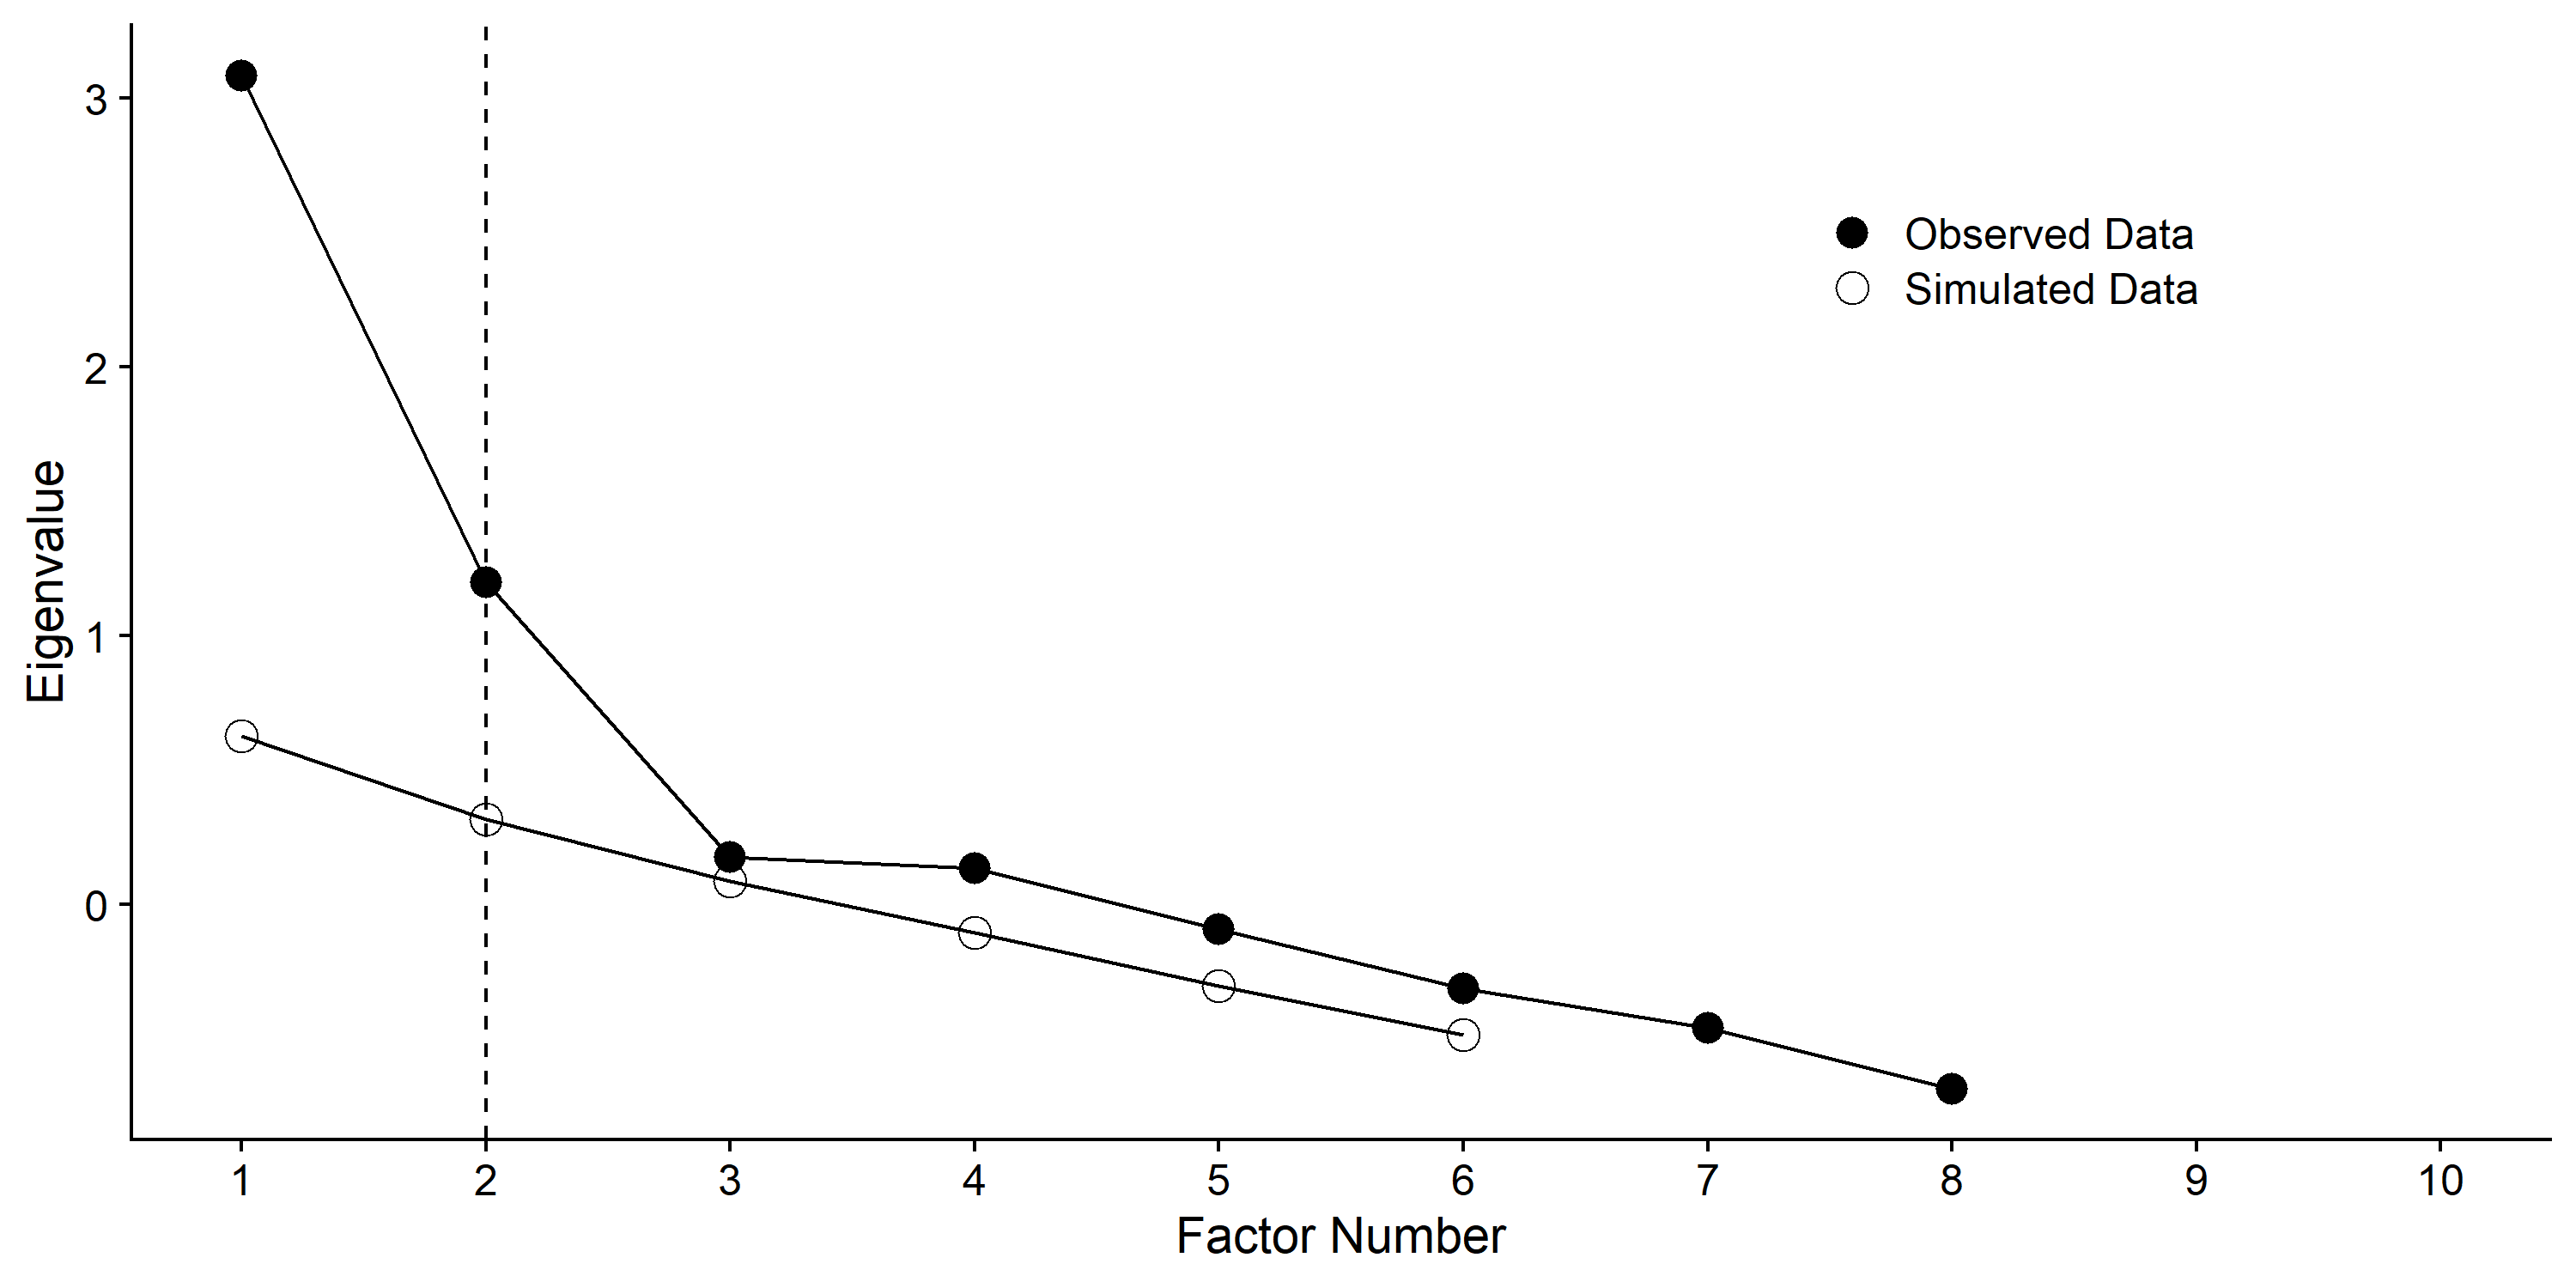 3
2
1
0
Eigenvalue
Observed Data
Simulated Data
1 2 3 4 5 6 7 8 9 10
Factor Number